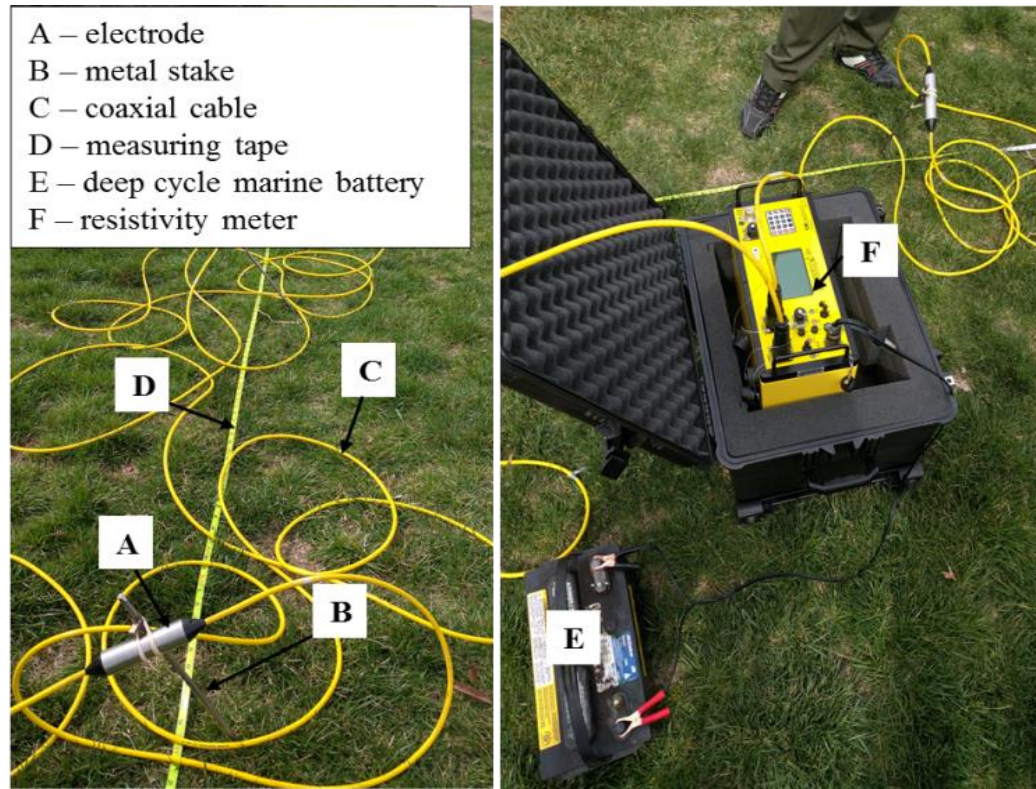 A – electrode
B – metal stake
C – coaxial cable
D – measuring tape
E – deep cycle marine battery
F – resistivity meter
D
C
A
B
F
E